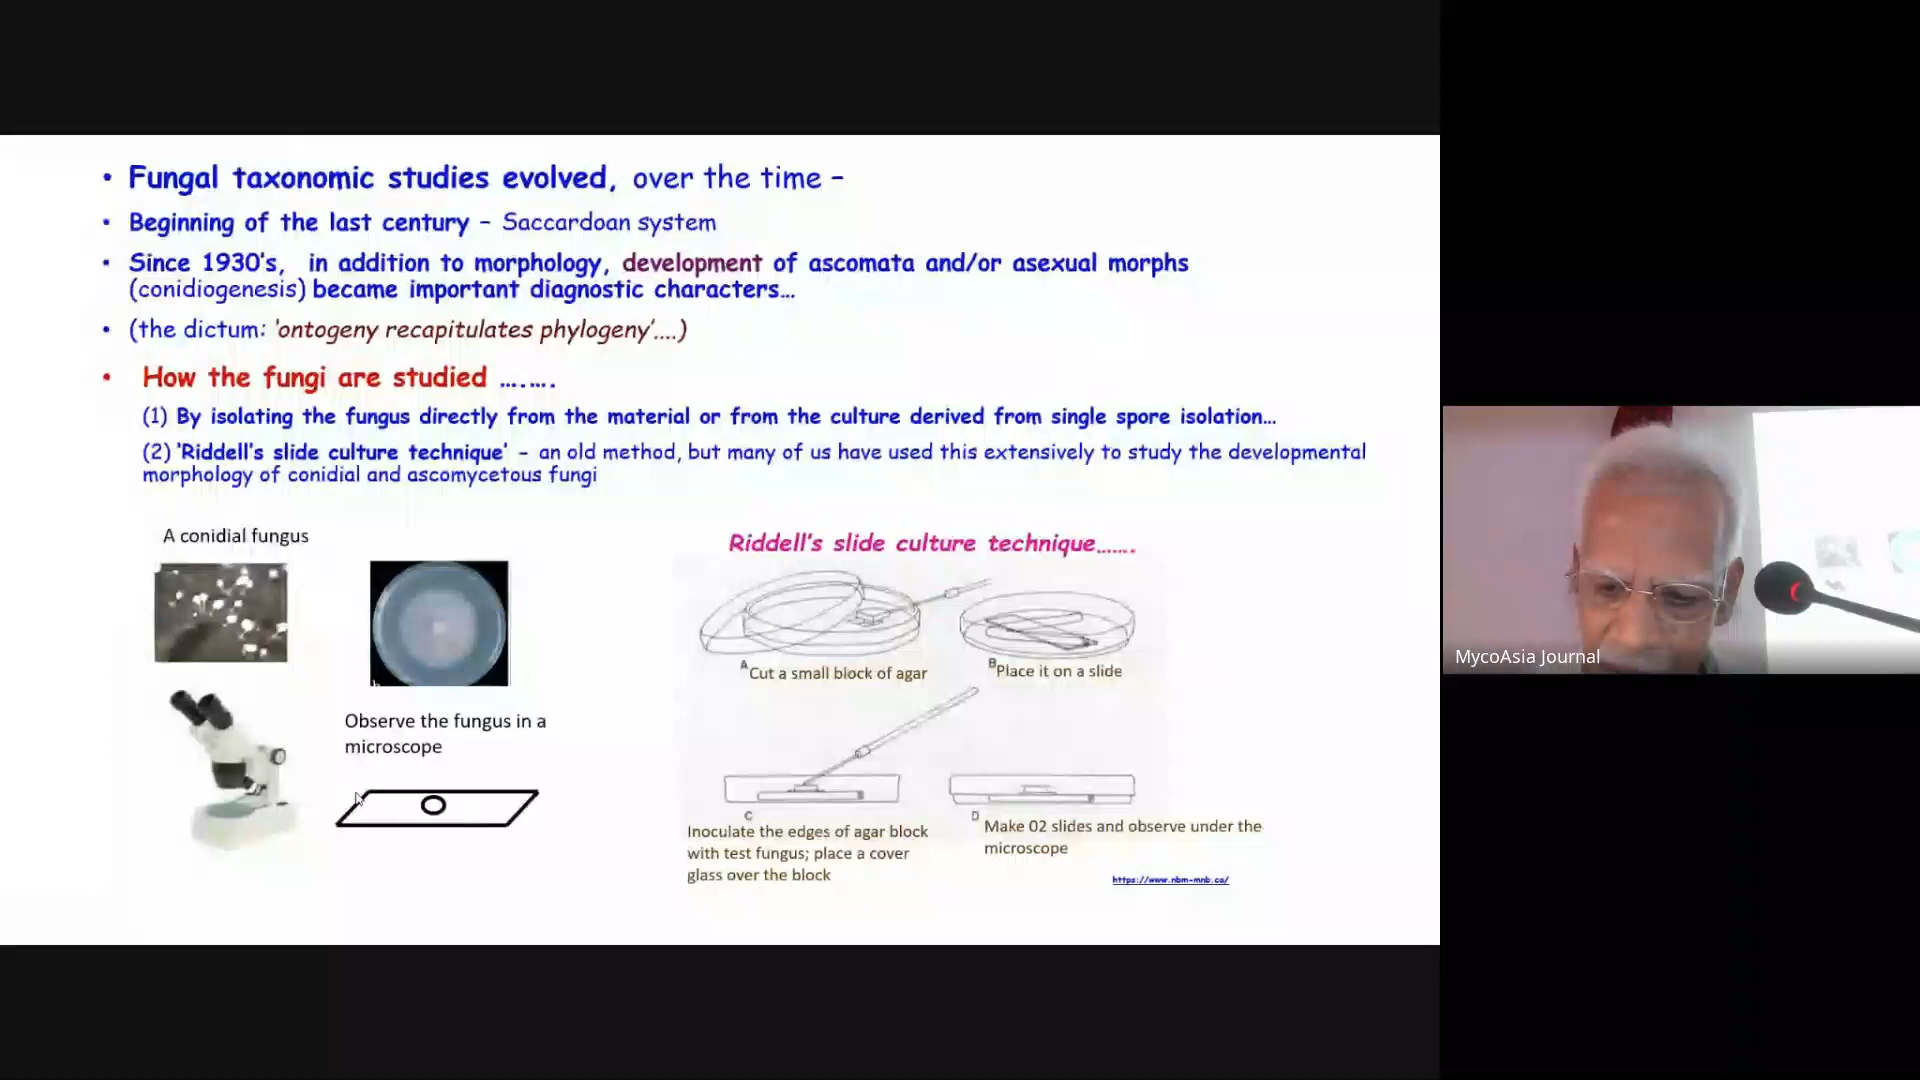 • Fungal taxonomic studies evolved, over the time –
• Beginning of the last century – Saccardoan system
• Since 1930's, in addition to morphology, development of ascomata and/or asexual morphs
(conidiogenesis) became important diagnostic characters…
• (the dictum: 'ontogeny recapitulates phylogeny'....)
• How the fungi are studied …….
(1) By isolating the fungus directly from the material or from the culture derived from single spore isolation…
(2) 'Riddell's slide culture technique' – an old method, but many of us have used this extensively to study the developmental
morphology of conidial and ascomycetous fungi
A conidial fungus
b
Observe the fungus in a
microscope
Riddell's slide culture technique…….
A Cut a small block of agar
B Place it on a slide
C
Inoculate the edges of agar block
with test fungus; place a cover
glass over the block
D Make 02 slides and observe under the
microscope
https://www.nbm-mnb.ca/
MycoAsia Journal